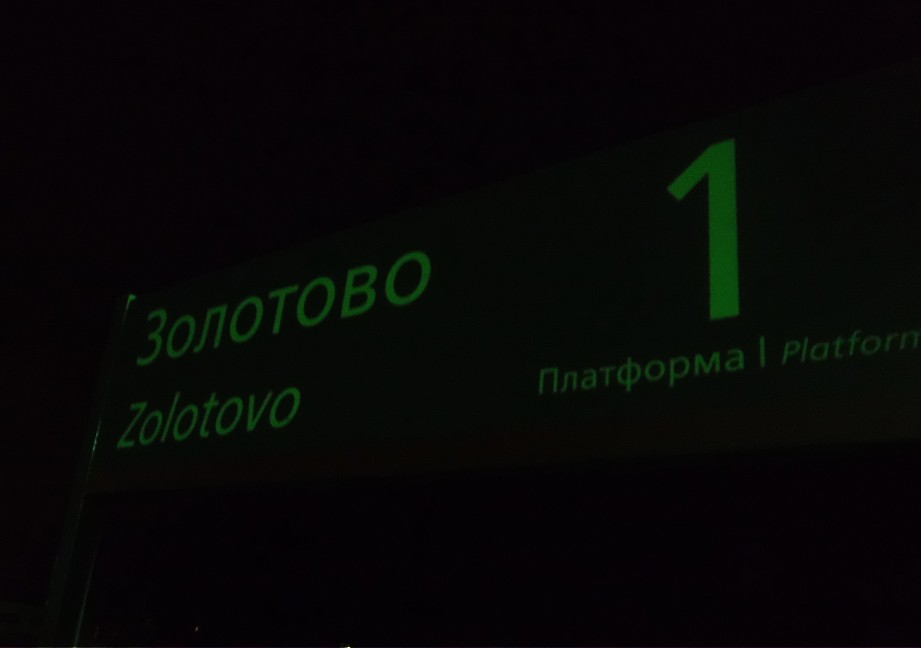 Золотово
Zolotovo
1
Платформа | Platform